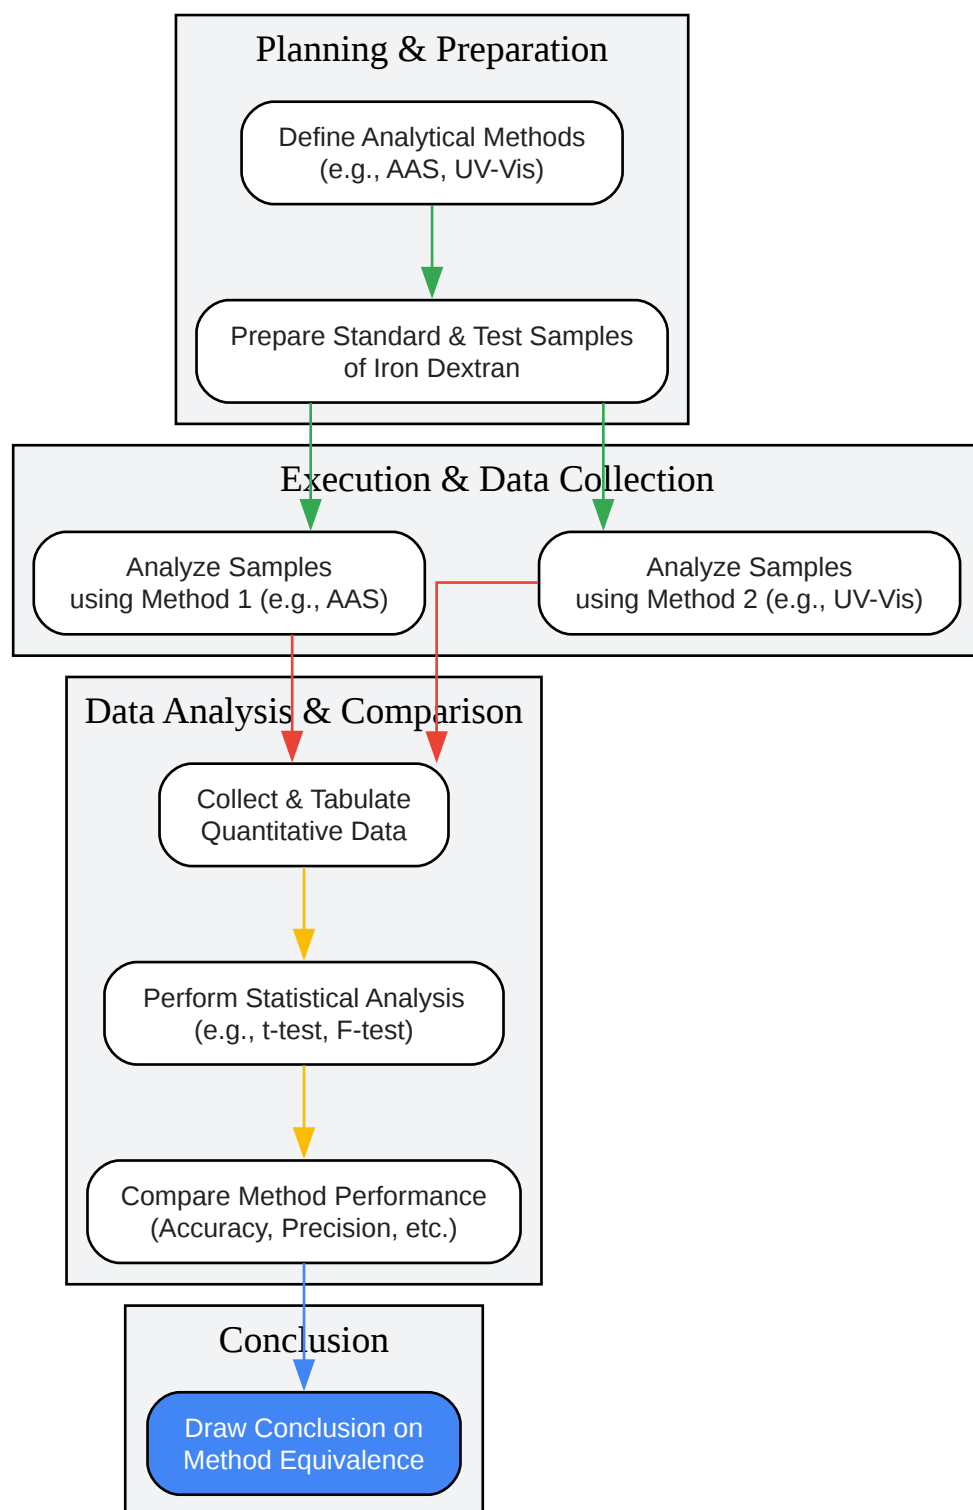 Planning & Preparation
Define Analytical Methods
(e.g., AAS, UV-Vis)
Prepare Standard & Test Samples
of Iron Dextran
Execution & Data Collection
Analyze Samples
using Method 1 (e.g., AAS)
Analyze Samples
using Method 2 (e.g., UV-Vis)
Data Analysis & Comparison
Collect & Tabulate
Quantitative Data
Perform Statistical Analysis
(e.g., t-test, F-test)
Compare Method Performance
(Accuracy, Precision, etc.)
Conclusion
Draw Conclusion on
Method Equivalence